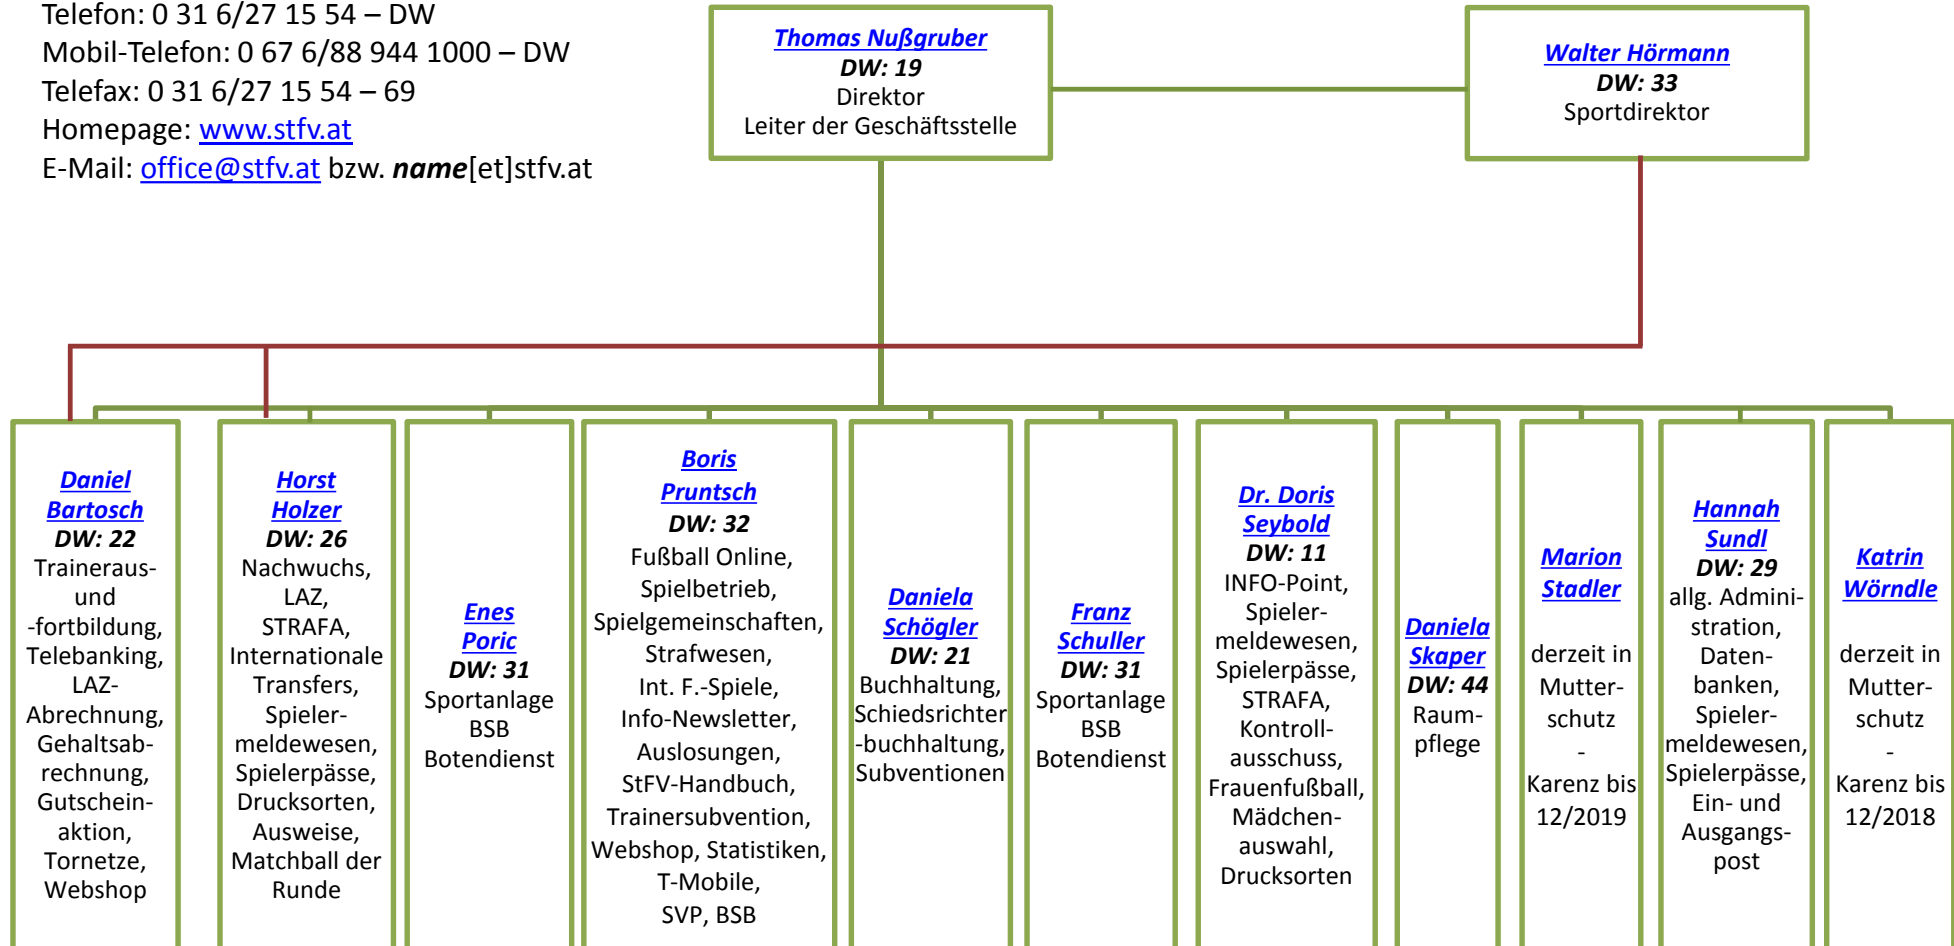 Telefon: 0 31 6/27 15 54 – DW
Mobil-Telefon: 0 67 6/88 944 1000 – DW
Telefax: 0 31 6/27 15 54 – 69
Homepage: www.stfv.at
E-Mail: office@stfv.at bzw. name[et]stfv.at
Thomas Nußgruber
DW: 19
Direktor
Leiter der Geschäftsstelle
Walter Hörmann
DW: 33
Sportdirektor
Daniel
Bartosch
DW: 22
Traineraus-
und
-fortbildung,
Telebanking,
LAZ-
Abrechnung,
Gehaltsab-
rechnung,
Gutschein-
aktion,
Tornetze,
Webshop
Horst
Holzer
DW: 26
Nachwuchs,
LAZ,
STRAFA,
Internationale
Transfers,
Spieler-
meldewesen,
Spielerpässe,
Drucksorten,
Ausweise,
Matchball der
Runde
Enes
Poric
DW: 31
Sportanlage
BSB
Botendienst
Boris
Pruntsch
DW: 32
Fußball Online,
Spielbetrieb,
Spielgemeinschaften,
Strafwesen,
Int. F.-Spiele,
Info-Newsletter,
Auslosungen,
StFV-Handbuch,
Trainersubvention,
Webshop, Statistiken,
T-Mobile,
SVP, BSB
Daniela
Schögler
DW: 21
Buchhaltung,
Schiedsrichter
-buchhaltung,
Subventionen
Franz
Schuller
DW: 31
Sportanlage
BSB
Botendienst
Dr. Doris
Seybold
DW: 11
INFO-Point,
Spieler-
meldewesen,
Spielerpässe,
STRAFA,
Kontroll-
ausschuss,
Frauenfußball,
Mädchen-
auswahl,
Drucksorten
Daniela
Skaper
DW: 44
Raum-
pflege
Marion
Stadler
derzeit in
Mutter-
schutz
-
Karenz bis
12/2019
Hannah
Sundl
DW: 29
allg. Admini-
stration,
Daten-
banken,
Spieler-
meldewesen,
Spielerpässe,
Ein- und
Ausgangs-
post
Katrin
Wörndle
derzeit in
Mutter-
schutz
-
Karenz bis
12/2018